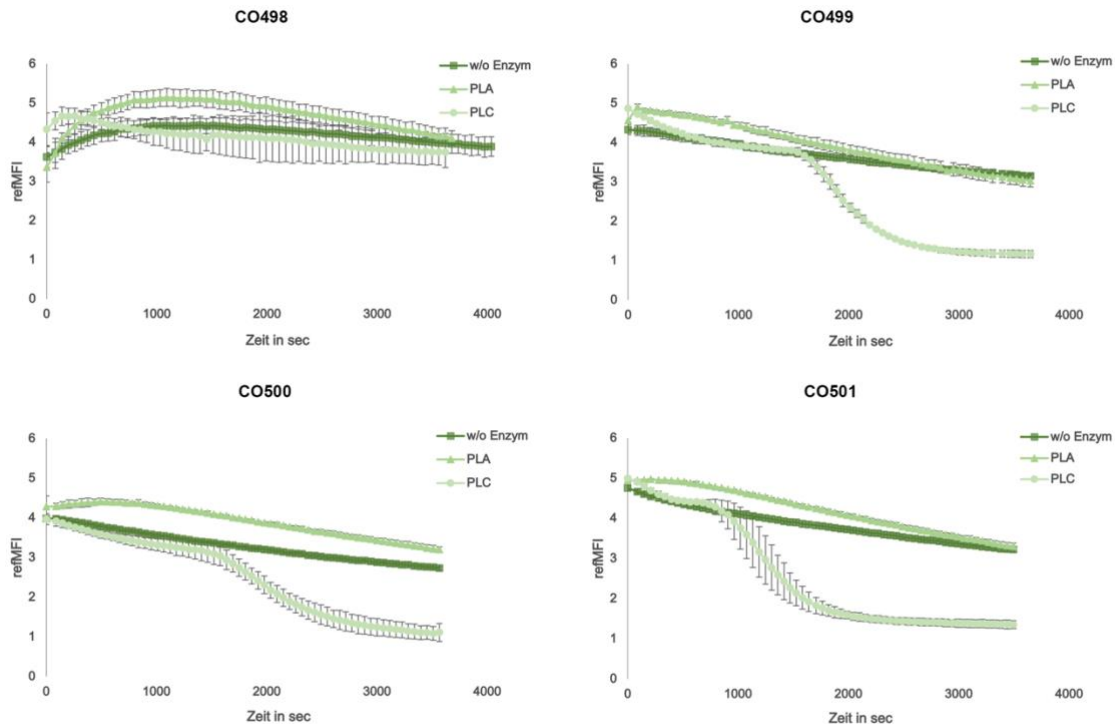 CO498
6
5
4
3
2
1
0
refMFI
0 1000 2000 3000 4000
Zeit in sec
w/o Enzym
PLA
PLC
CO499
6
5
4
3
2
1
0
refMFI
0 1000 2000 3000 4000
Zeit in sec
w/o Enzym
PLA
PLC
CO500
6
5
4
3
2
1
0
refMFI
0 1000 2000 3000 4000
Zeit in sec
w/o Enzym
PLA
PLC
CO501
6
5
4
3
2
1
0
refMFI
0 1000 2000 3000 4000
Zeit in sec
w/o Enzym
PLA
PLC